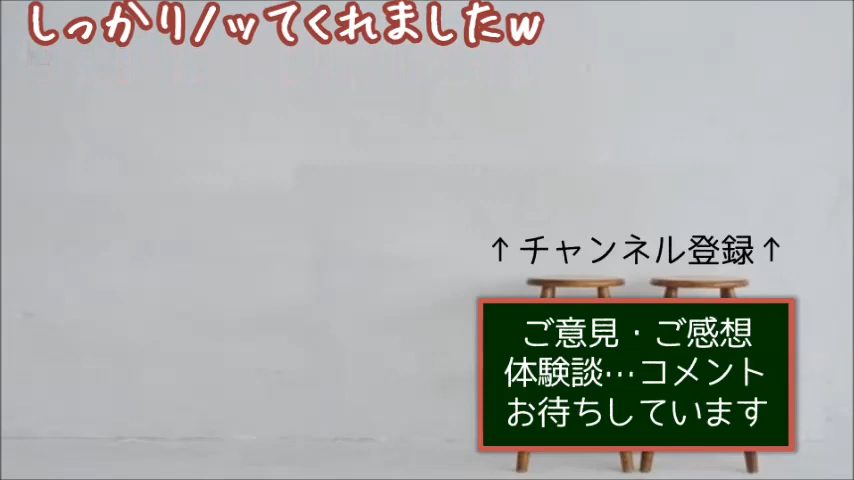 しっかりノッてくれましたw
↑チャンネル登録↑
ご意見・ご感想
体験談…コメント
お待ちしています